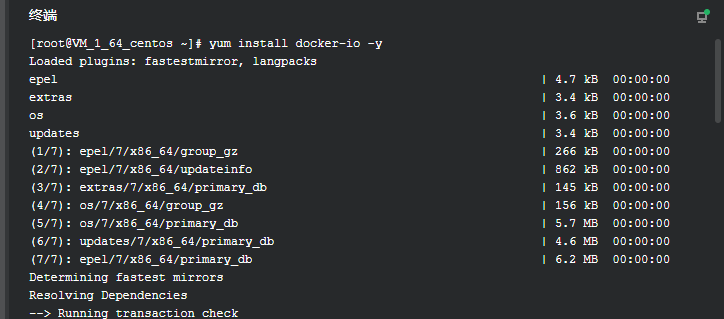 终端
[root@VM_1_64_centos ~]# yum install docker-io -y
Loaded plugins: fastestmirror, langpacks
epel | 4.7 kB 00:00:00
extras | 3.4 kB 00:00:00
os | 3.6 kB 00:00:00
updates | 3.4 kB 00:00:00
(1/7): epel/7/x86_64/group_gz | 266 kB 00:00:00
(2/7): epel/7/x86_64/updateinfo | 862 kB 00:00:00
(3/7): extras/7/x86_64/primary_db | 145 kB 00:00:00
(4/7): os/7/x86_64/group_gz | 156 kB 00:00:00
(5/7): os/7/x86_64/primary_db | 5.7 MB 00:00:00
(6/7): updates/7/x86_64/primary_db | 4.6 MB 00:00:00
(7/7): epel/7/x86_64/primary_db | 6.2 MB 00:00:00
Determining fastest mirrors
Resolving Dependencies
--> Running transaction check